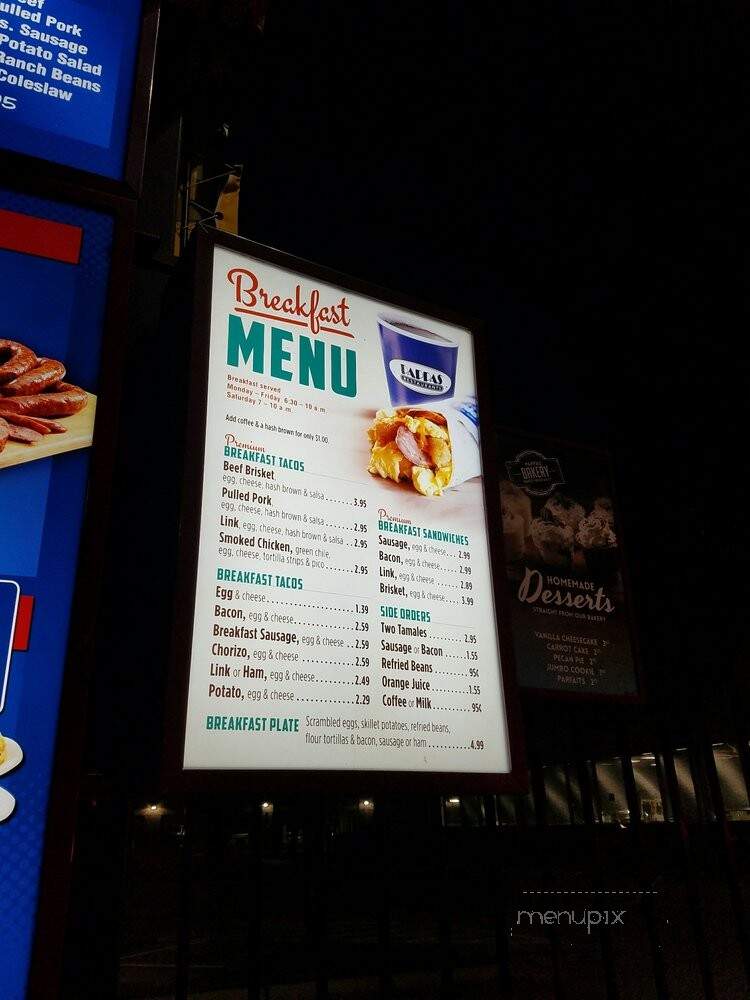 ulled Pork
s. Sausage
Potato Salad
Ranch Beans
Coleslaw
Breakfast
MENU
Breakfast served
Monday – Friday 6:30 – 10 a m
Saturday 7 – 10 a m
Add coffee & a hash brown for only $1.00.
PAPPAS
RESTAURANTS
Premium
BREAKFAST TACOS
Beef Brisket,
egg, cheese, hash brown & salsa.......3.95
Pulled Pork,
egg, cheese, hash brown & salsa.......2.95
Link, egg, cheese, hash brown & salsa..2.95
Smoked Chicken, green chile,
egg, cheese, tortilla strips & pico.......2.95
BREAKFAST TACOS
Egg & cheese.......................1.39
Bacon, egg & cheese...............2.59
Breakfast Sausage, egg & cheese...2.59
Chorizo, egg & cheese.............2.59
Link or Ham, egg & cheese.........2.49
Potato, egg & cheese..............2.29
Premium
BREAKFAST SANDWICHES
Sausage, egg & cheese...2.99
Bacon, egg & cheese.....2.99
Link, egg & cheese......2.89
Brisket, egg & cheese...3.99
SIDE ORDERS
Two Tamales.........2.95
Sausage or Bacon....1.55
Refried Beans.......95¢
Orange Juice........1.55
Coffee or Milk......95¢
BREAKFAST PLATE Scrambled eggs, skillet potatoes, refried beans,
flour tortillas & bacon, sausage or ham..........4.99
BAKERY
HOMEMADE
Desserts
STRAIGHT FROM OUR BAKERY
VANILLA CHEESECAKE
CARROT CAKE
PECAN PIE
JUMBO COOKIE
PARFAITS
menupix